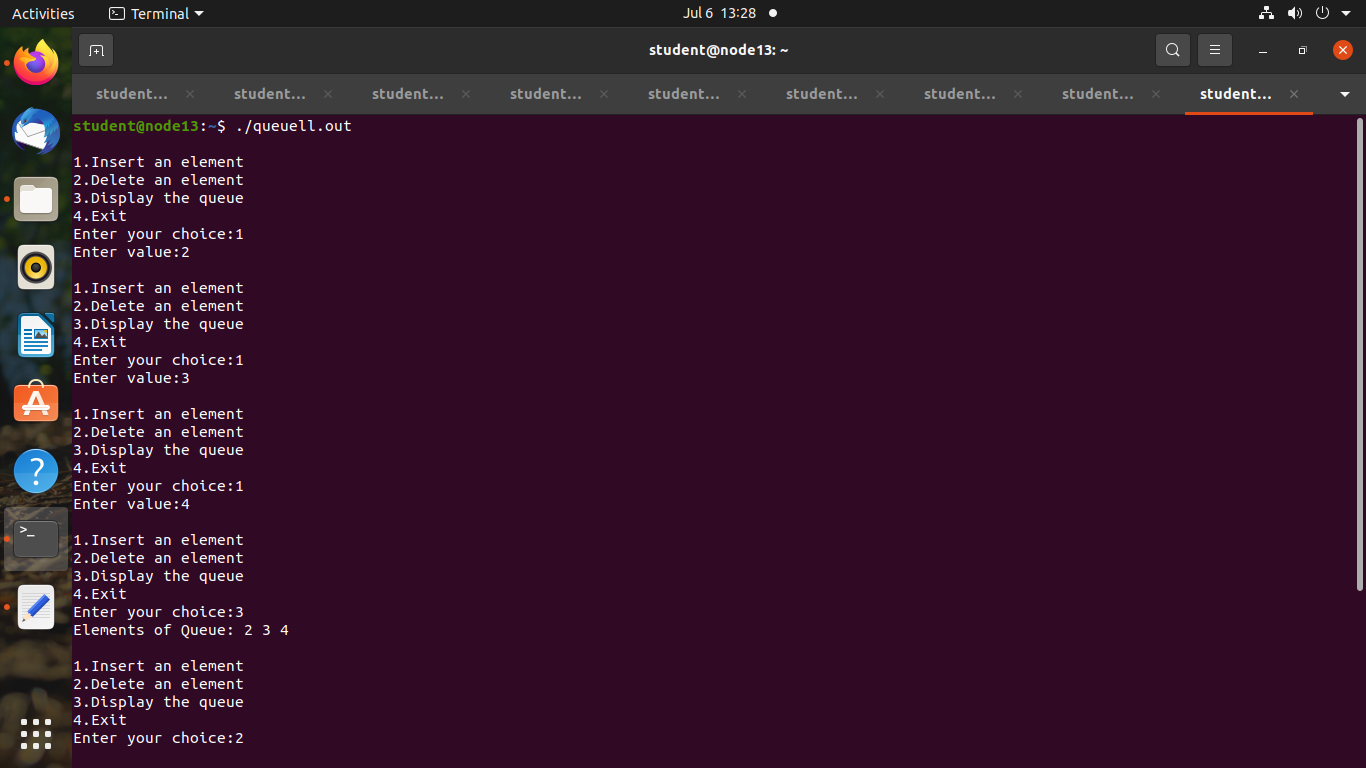 Activities
Terminal
Jul 6 13:28
student@node13: ~
student...
student...
student...
student...
student...
student...
student...
student...
student...
student@node13:~$ ./queuell.out
1.Insert an element
2.Delete an element
3.Display the queue
4.Exit
Enter your choice:1
Enter value:2
1.Insert an element
2.Delete an element
3.Display the queue
4.Exit
Enter your choice:1
Enter value:3
1.Insert an element
2.Delete an element
3.Display the queue
4.Exit
Enter your choice:1
Enter value:4
1.Insert an element
2.Delete an element
3.Display the queue
4.Exit
Enter your choice:3
Elements of Queue: 2 3 4
1.Insert an element
2.Delete an element
3.Display the queue
4.Exit
Enter your choice:2